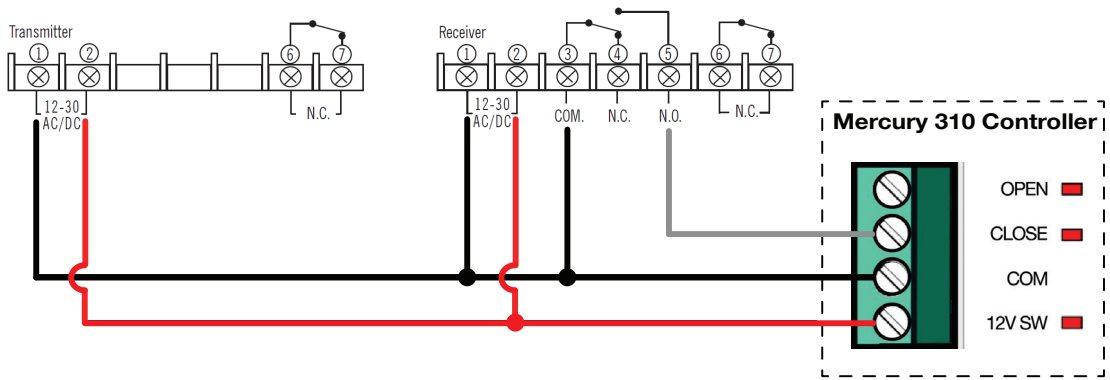 Transmitter
1 2 6 7
12-30
AC/DC
N.C.
Receiver
1 2 3 4 5 6 7
12-30
AC/DC
COM. N.C. N.O. N.C.
Mercury 310 Controller
OPEN
CLOSE
COM
12V SW